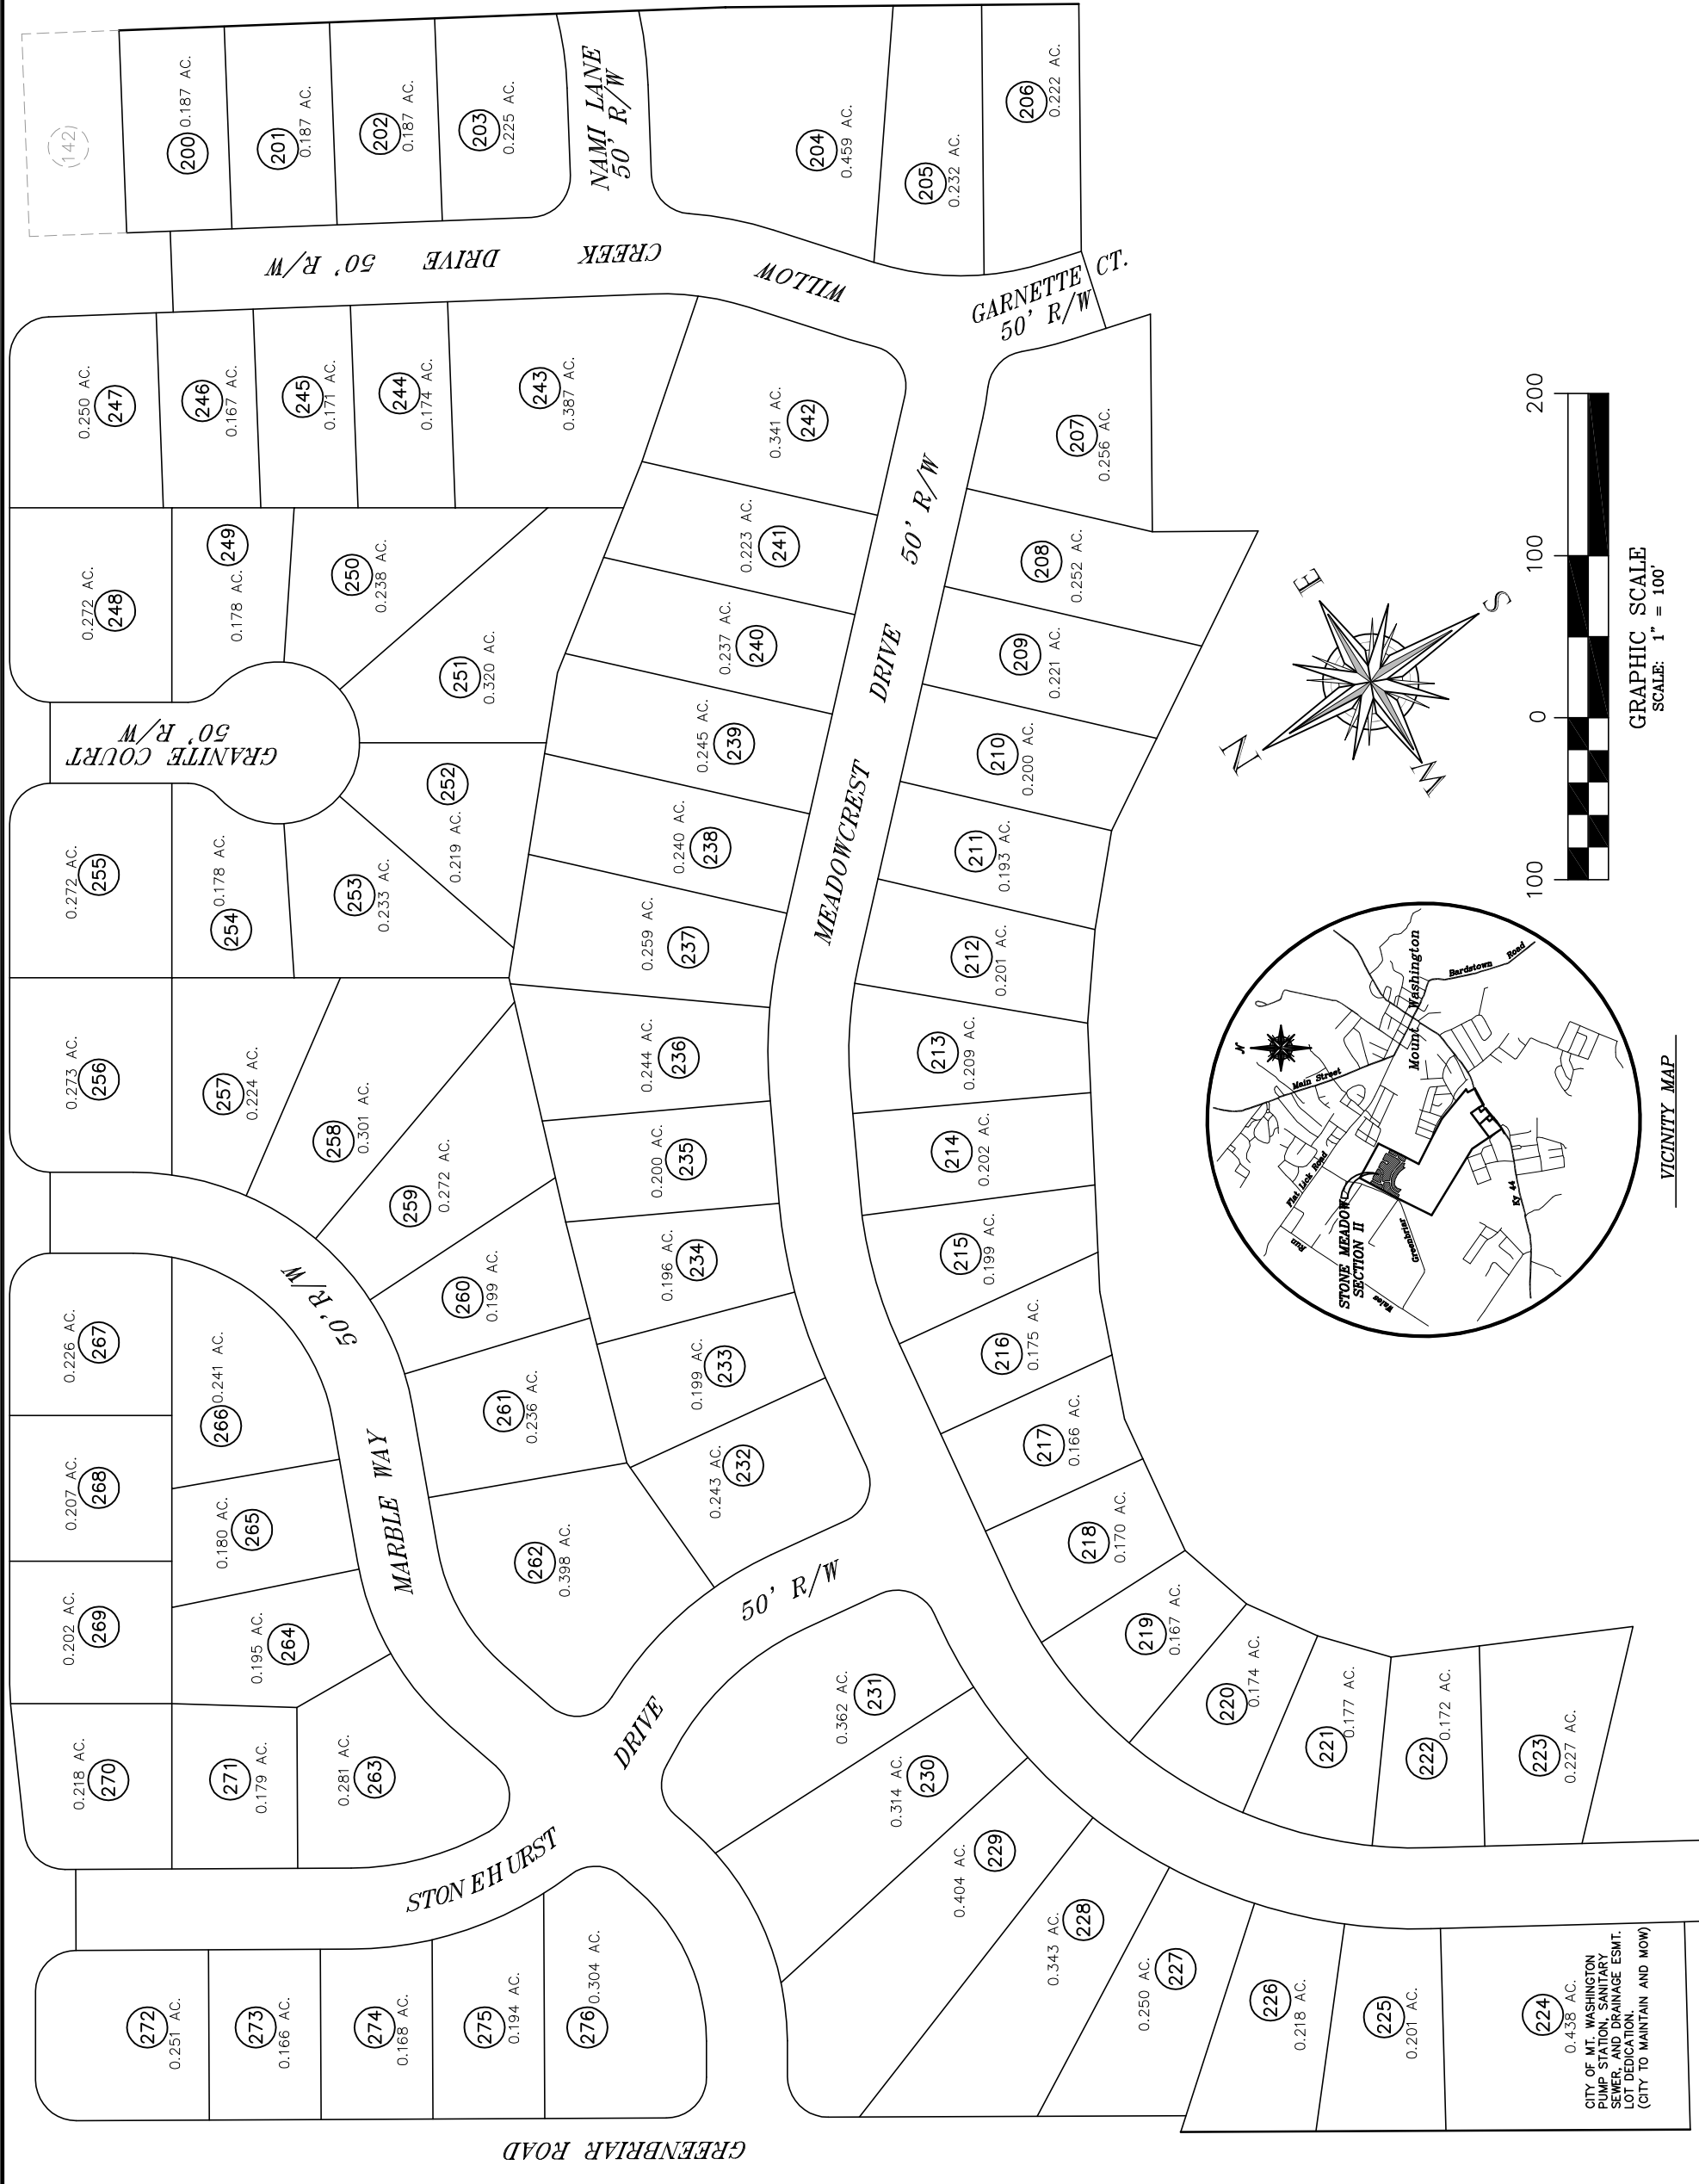 142
200
0.187 AC.
201
0.187 AC.
202
0.187 AC.
203
0.225 AC.
NAMI LANE
50' R/W
204
0.459 AC.
205
0.232 AC.
206
0.222 AC.
WILLOW CREEK DRIVE 50' R/W
GARNETTE CT.
50' R/W
0.250 AC.
247
246
0.167 AC.
245
0.171 AC.
244
0.174 AC.
243
0.387 AC.
0.341 AC.
242
207
0.256 AC.
0.272 AC.
248
249
0.178 AC.
250
0.238 AC.
251
0.320 AC.
0.223 AC.
241
0.237 AC.
240
0.245 AC.
239
0.240 AC.
238
0.259 AC.
237
0.244 AC.
236
0.200 AC.
235
0.196 AC.
234
0.199 AC.
233
0.243 AC.
232
GRANITE COURT
50' R/W
252
0.219 AC.
253
0.233 AC.
254
0.178 AC.
0.272 AC.
255
0.273 AC.
256
257
0.224 AC.
258
0.301 AC.
259
0.272 AC.
260
0.199 AC.
261
0.236 AC.
262
0.398 AC.
MEADOWCREST DRIVE 50' R/W
208
0.252 AC.
209
0.221 AC.
210
0.200 AC.
211
0.193 AC.
212
0.201 AC.
213
0.209 AC.
214
0.202 AC.
215
0.199 AC.
216
0.175 AC.
217
0.166 AC.
218
0.170 AC.
219
0.167 AC.
220
0.174 AC.
221
0.177 AC.
222
0.172 AC.
223
0.227 AC.
MARBLE WAY 50' R/W
0.226 AC.
267
0.207 AC.
268
0.202 AC.
269
0.218 AC.
270
266
0.241 AC.
0.180 AC.
265
0.195 AC.
264
0.281 AC.
263
271
0.179 AC.
STONEHURST DRIVE 50' R/W
272
0.251 AC.
273
0.166 AC.
274
0.168 AC.
275
0.194 AC.
276
0.304 AC.
0.362 AC.
231
0.314 AC.
230
0.404 AC.
229
0.343 AC.
228
0.250 AC.
227
226
0.218 AC.
225
0.201 AC.
224
0.438 AC.
CITY OF MT. WASHINGTON
PUMP STATION, SANITARY
SEWER, AND DRAINAGE ESMT.
LOT DEDICATION.
(CITY TO MAINTAIN AND MOW)
GREENBRIAR ROAD
N
E
S
W
100
0
100
200
GRAPHIC SCALE
SCALE: 1" = 100'
N
Main Street
Mount Washington
Bardstown Road
Flat Lick Road
STONE MEADOW
SECTION II
Greenbriar
Ky 44
Run
VICINITY MAP